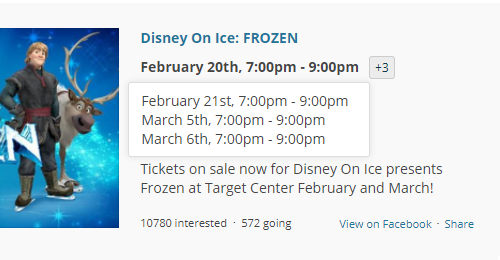 Disney On Ice: FROZEN
February 20th, 7:00pm - 9:00pm +3
February 21st, 7:00pm - 9:00pm
March 5th, 7:00pm - 9:00pm
March 6th, 7:00pm - 9:00pm
Tickets on sale now for Disney On Ice presents
Frozen at Target Center February and March!
10780 interested · 572 going View on Facebook · Share